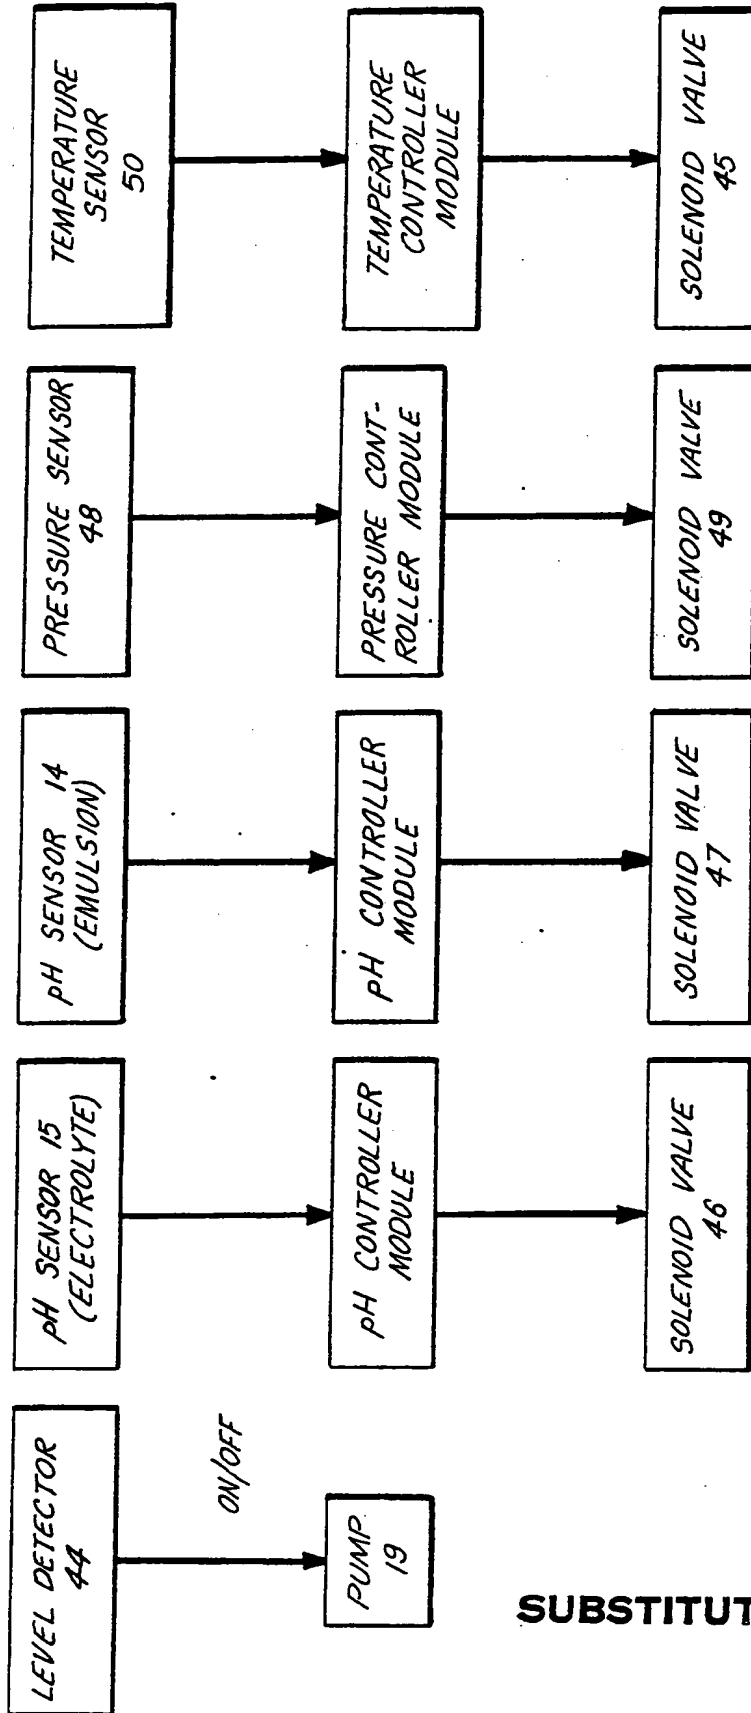 LEVEL DETECTOR
44
ON/OFF
PUMP
19
pH SENSOR 15
(ELECTROLYTE)
pH CONTROLLER
MODULE
SOLENOID VALVE
46
pH SENSOR 14
(EMULSION)
pH CONTROLLER
MODULE
SOLENOID VALVE
47
PRESSURE SENSOR
48
PRESSURE CONT-
ROLLER MODULE
SOLENOID VALVE
49
TEMPERATURE
SENSOR
50
TEMPERATURE
CONTROLLER
MODULE
SOLENOID VALVE
45
SUBSTITUT